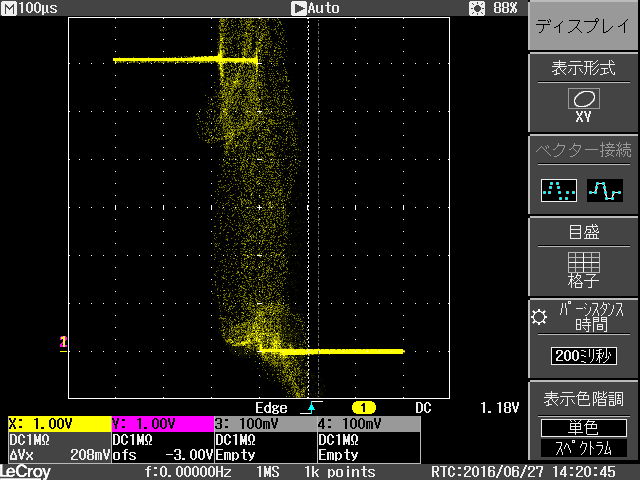 M 100μs Auto 88%
ディスプレイ
表示形式
XY
ベクター接続
目盛
格子
パーシスタンス
時間
200ミリ秒
表示色階調
単色
スペクトラム
Edge 1 DC 1.18V
X: 1.00V Y: 1.00V 3: 100mV 4: 100mV
DC1MΩ DC1MΩ DC1MΩ DC1MΩ
ΔVx 208mV ofs -3.00V Empty Empty
LeCroy f:0.00000Hz 1MS 1k points RTC:2016/06/27 14:20:45